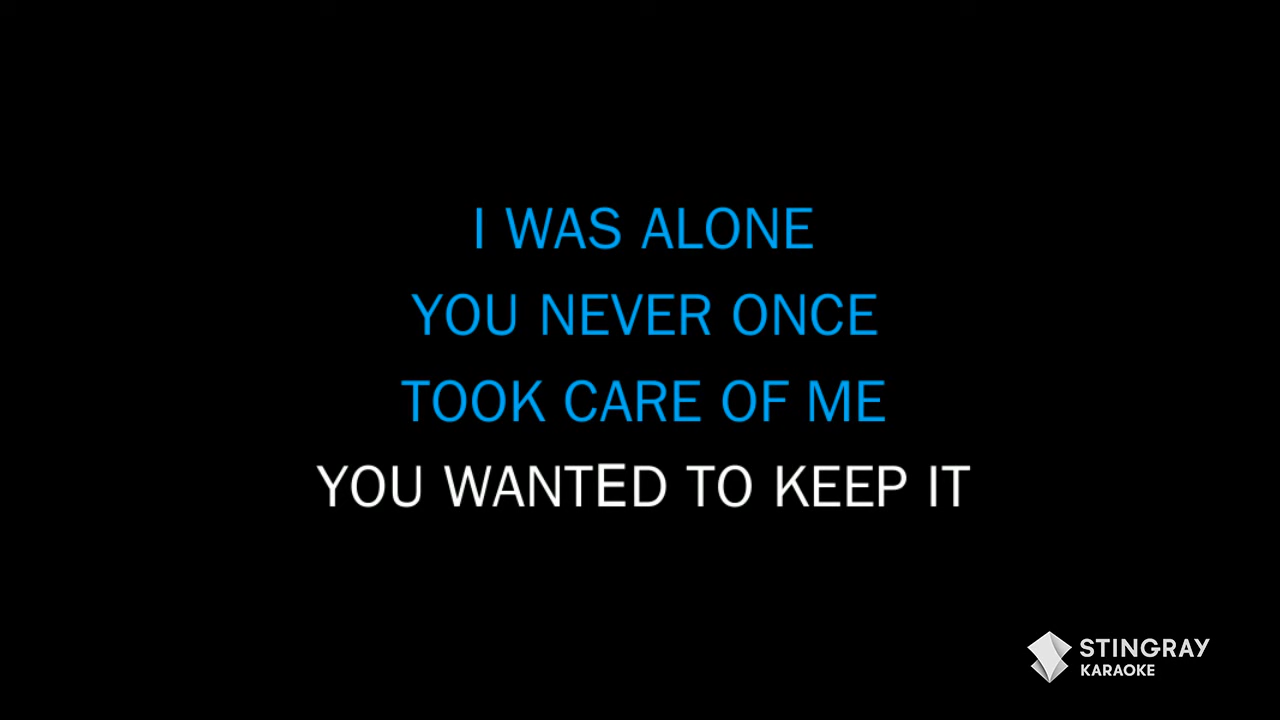 I WAS ALONE
YOU NEVER ONCE
TOOK CARE OF ME
YOU WANTED TO KEEP IT
STINGRAY
KARAOKE